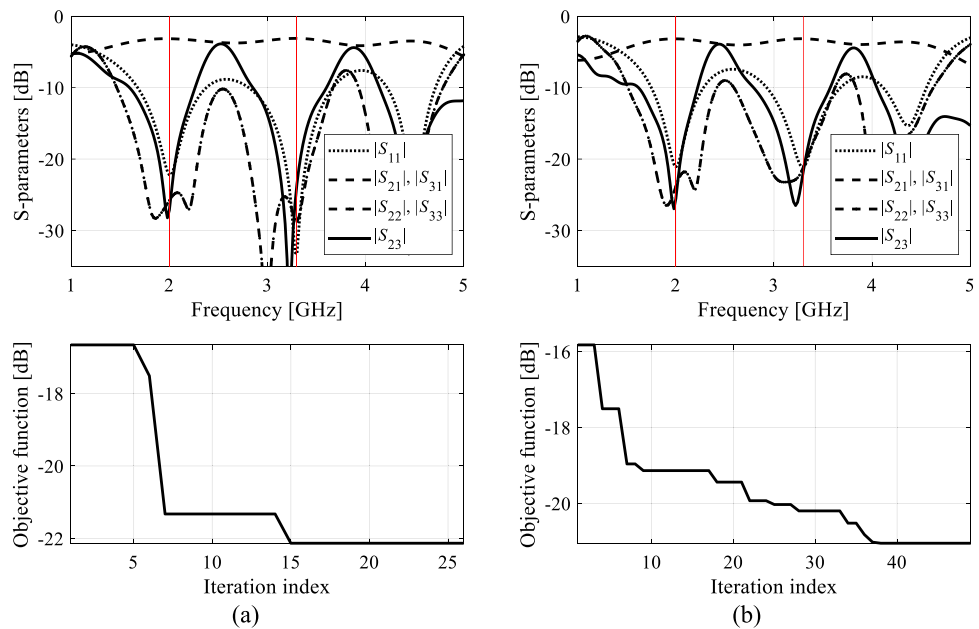 0
-10
-20
-30
S-parameters [dB]
|S11|
|S21|, |S31|
|S22|, |S33|
|S23|
1 2 3 4 5
Frequency [GHz]
0
-10
-20
-30
S-parameters [dB]
|S11|
|S21|, |S31|
|S22|, |S33|
|S23|
1 2 3 4 5
Frequency [GHz]
-18
-20
-22
Objective function [dB]
5 10 15 20 25
Iteration index
(a)
-16
-18
-20
Objective function [dB]
10 20 30 40
Iteration index
(b)